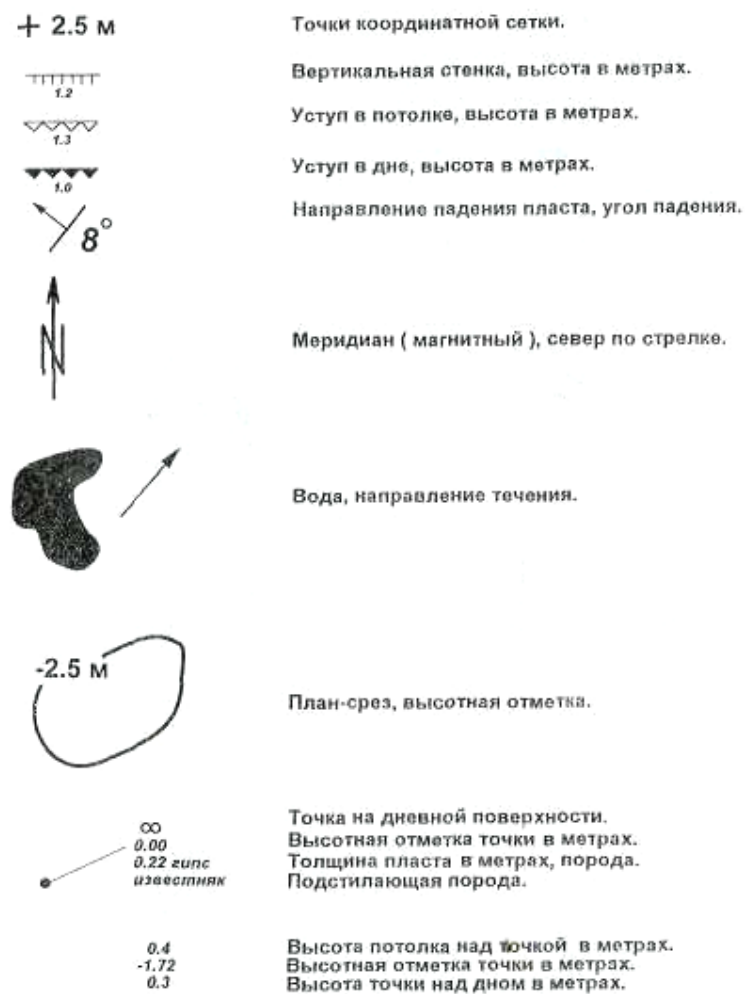 + 2.5 м Точки координатной сетки.
Вертикальная стенка, высота в метрах.
1.2
Уступ в потолке, высота в метрах.
1.3
Уступ в дне, высота в метрах.
1.0
Направление падения пласта, угол падения.
8°
N
Меридиан ( магнитный ), север по стрелке.
Вода, направление течения.
-2.5 м
План-срез, высотная отметка.
∞ Точка на дневной поверхности.
0.00 Высотная отметка точки в метрах.
0.22 гипс Толщина пласта в метрах, порода.
известняк Подстилающая порода.
0.4 Высота потолка над точкой в метрах.
-1.72 Высотная отметка точки в метрах.
0.3 Высота точки над дном в метрах.